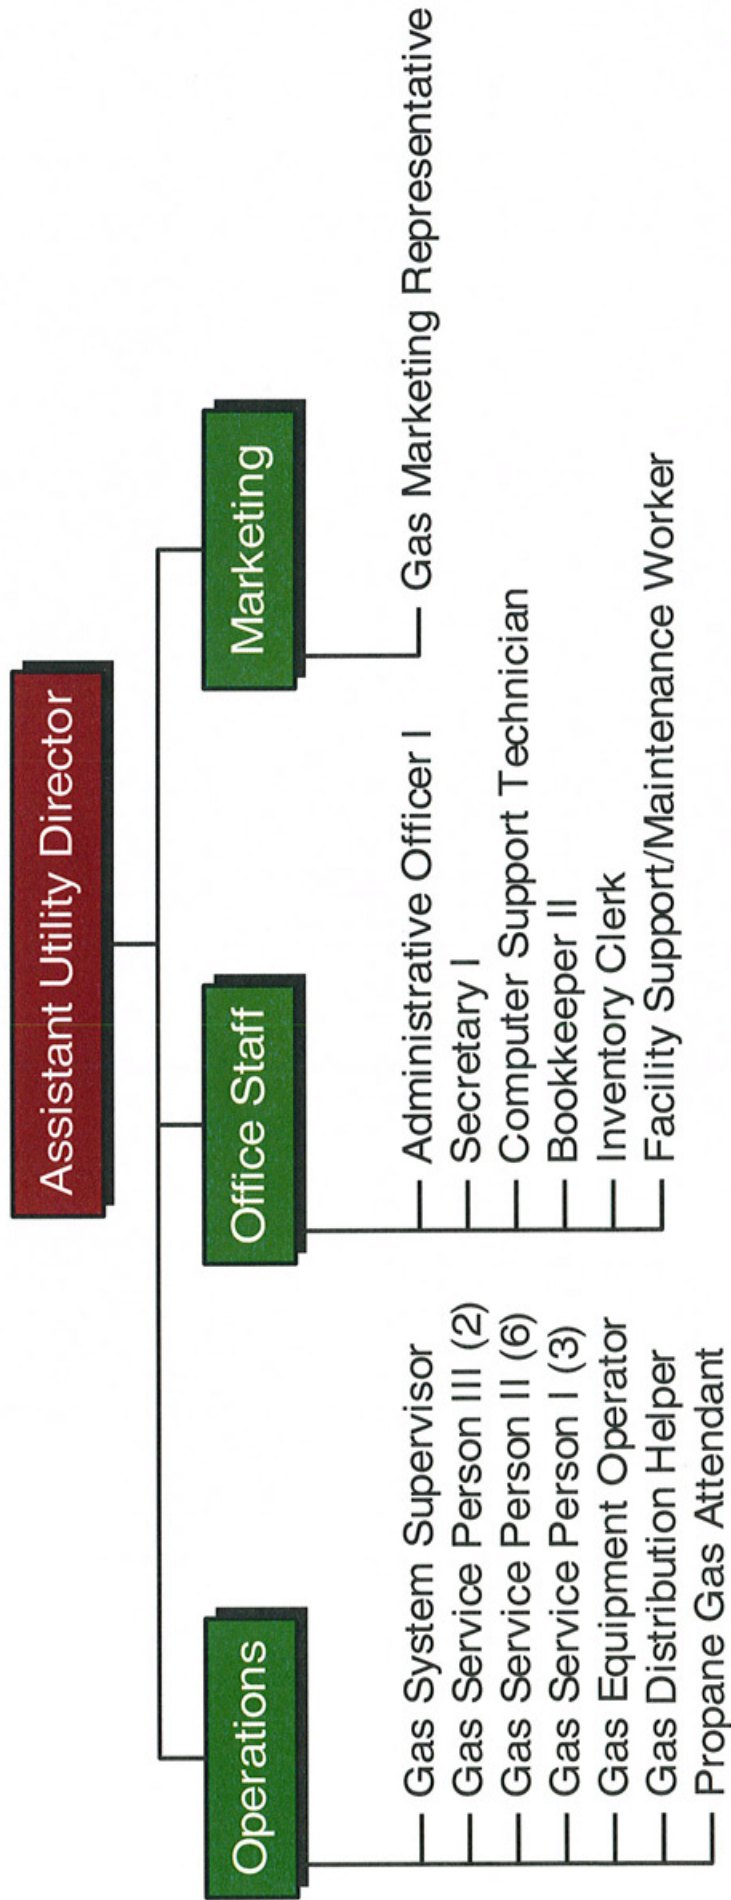 Assistant Utility Director
Operations
Gas System Supervisor
Gas Service Person III (2)
Gas Service Person II (6)
Gas Service Person I (3)
Gas Equipment Operator
Gas Distribution Helper
Propane Gas Attendant
Office Staff
Administrative Officer I
Secretary I
Computer Support Technician
Bookkeeper II
Inventory Clerk
Facility Support/Maintenance Worker
Marketing
Gas Marketing Representative